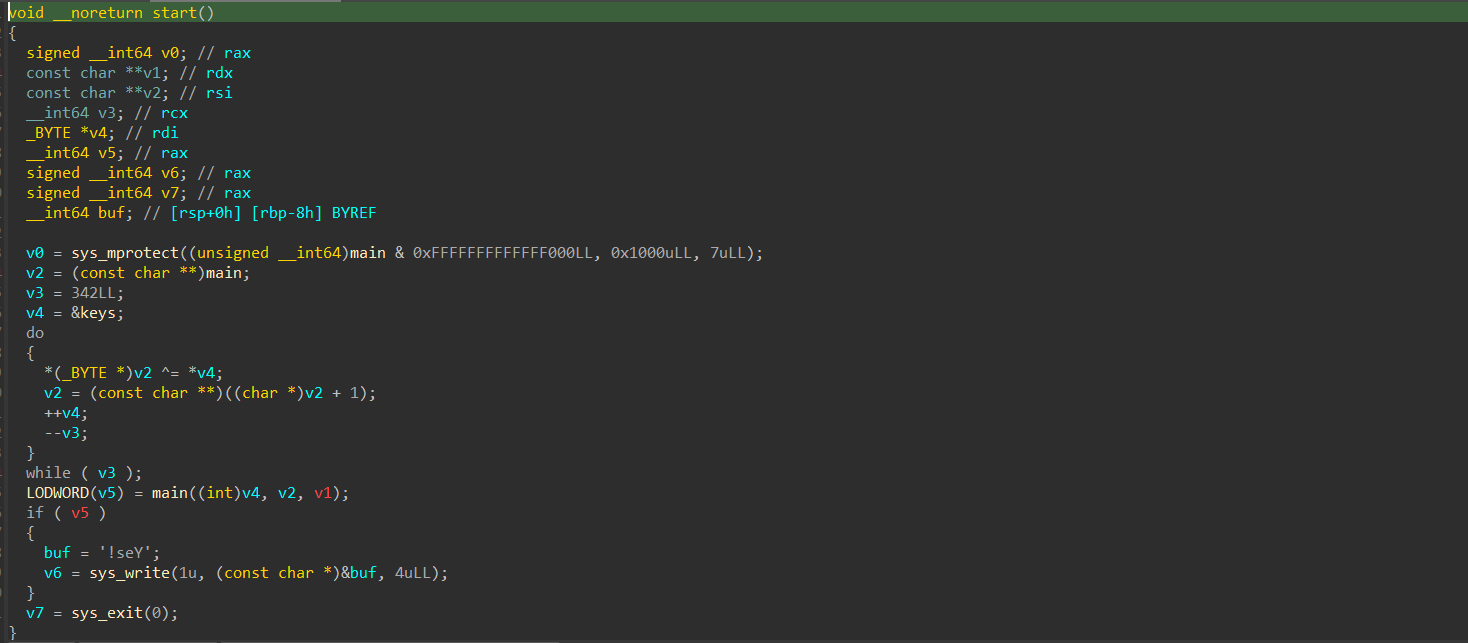 void __noreturn start()
{
signed __int64 v0; // rax
const char **v1; // rdx
const char **v2; // rsi
__int64 v3; // rcx
_BYTE *v4; // rdi
__int64 v5; // rax
signed __int64 v6; // rax
signed __int64 v7; // rax
__int64 buf; // [rsp+0h] [rbp-8h] BYREF
v0 = sys_mprotect((unsigned __int64)main & 0xFFFFFFFFFFFFF000LL, 0x1000uLL, 7uLL);
v2 = (const char **)main;
v3 = 342LL;
v4 = &keys;
do
{
*(_BYTE *)v2 ^= *v4;
v2 = (const char **)((char *)v2 + 1);
++v4;
--v3;
}
while ( v3 );
LODWORD(v5) = main((int)v4, v2, v1);
if ( v5 )
{
buf = '!seY';
v6 = sys_write(1u, (const char *)&buf, 4uLL);
}
v7 = sys_exit(0);
}